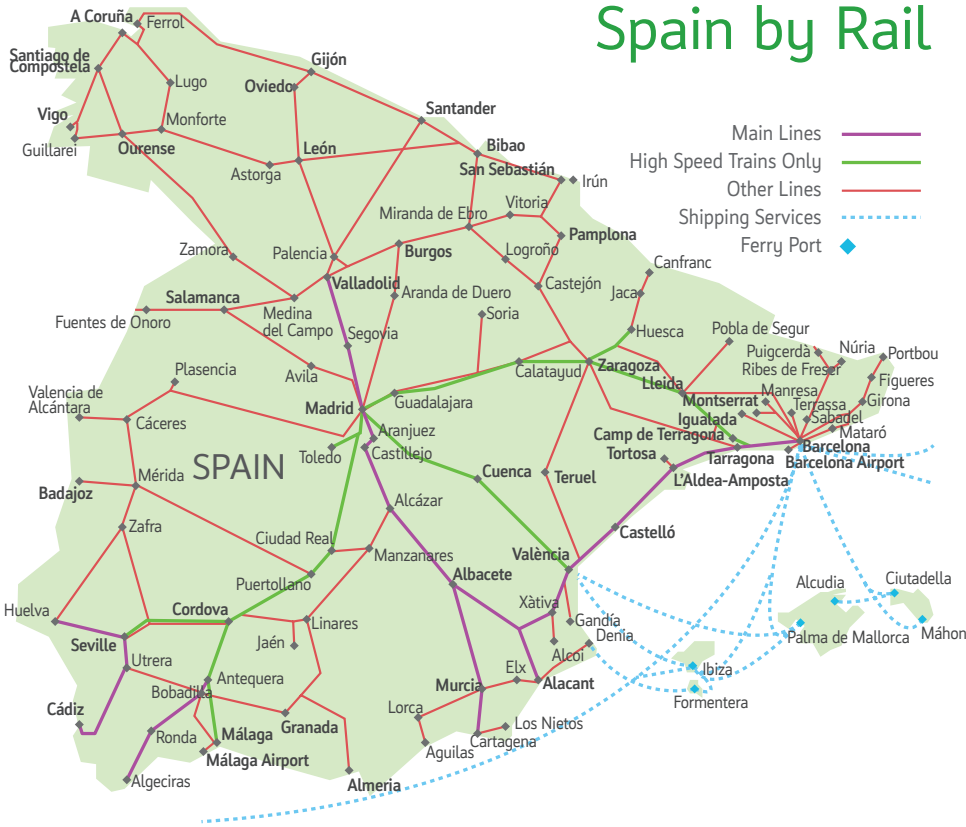 Spain by Rail
A Coruña
Ferrol
Santiago de
Compostela
Gijón
Oviedo
Lugo
Santander
Vigo
Monforte
Guillarei
Ourense
León
Astorga
Bibao
San Sebastián
Irún
Main Lines
High Speed Trains Only
Other Lines
Shipping Services
Ferry Port
Vitoria
Miranda de Ebro
Pamplona
Zamora
Palencia
Burgos
Logroño
Canfranc
Valladolid
Castejón
Jaca
Salamanca
Aranda de Duero
Fuentes de Onoro
Medina
del Campo
Soria
Segovia
Huesca
Pobla de Segur
Núria
Puigcerdà
Portbou
Ribes de Freser
Plasencia
Avila
Calatayud
Zaragoza
Lleida
Figueres
Valencia de
Alcántara
Madrid
Guadalajara
Montserrat
Manresa
Girona
Terrassa
Igualada
Sabadel
Cáceres
Aranjuez
Camp de Terragona
Mataró
Toledo
Castillejo
Tortosa
Tarragona
Barcelona
Barcelona Airport
SPAIN
Mérida
Cuenca
Teruel
L'Aldea-Amposta
Badajoz
Alcázar
Zafra
Ciudad Real
Manzanares
Castelló
València
Puertollano
Albacete
Alcudia
Ciutadella
Huelva
Cordova
Linares
Xàtiva
Gandía
Denia
Palma de Mallorca
Máhon
Seville
Jaén
Alcoi
Utrera
Elx
Ibiza
Bobadilla
Antequera
Murcia
Alacant
Formentera
Cádiz
Lorca
Los Nietos
Ronda
Málaga
Granada
Cartagena
Málaga Airport
Aguilas
Algeciras
Almeria